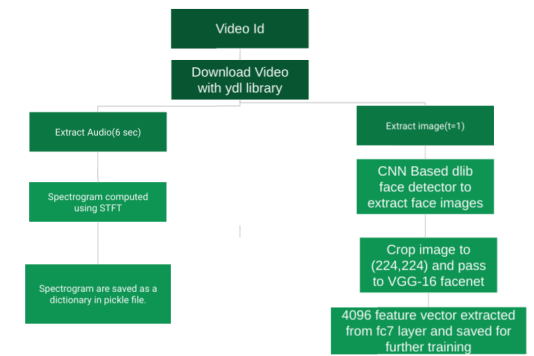 Video Id
Download Video
with ydl library
Extract Audio(6 sec)
Spectrogram computed
using STFT
Spectrogram are saved as a
dictionary in pickle file.
Extract image(t=1)
CNN Based dlib
face detector to
extract face images
Crop image to
(224,224) and pass
to VGG-16 facenet
4096 feature vector extracted
from fc7 layer and saved for
further training